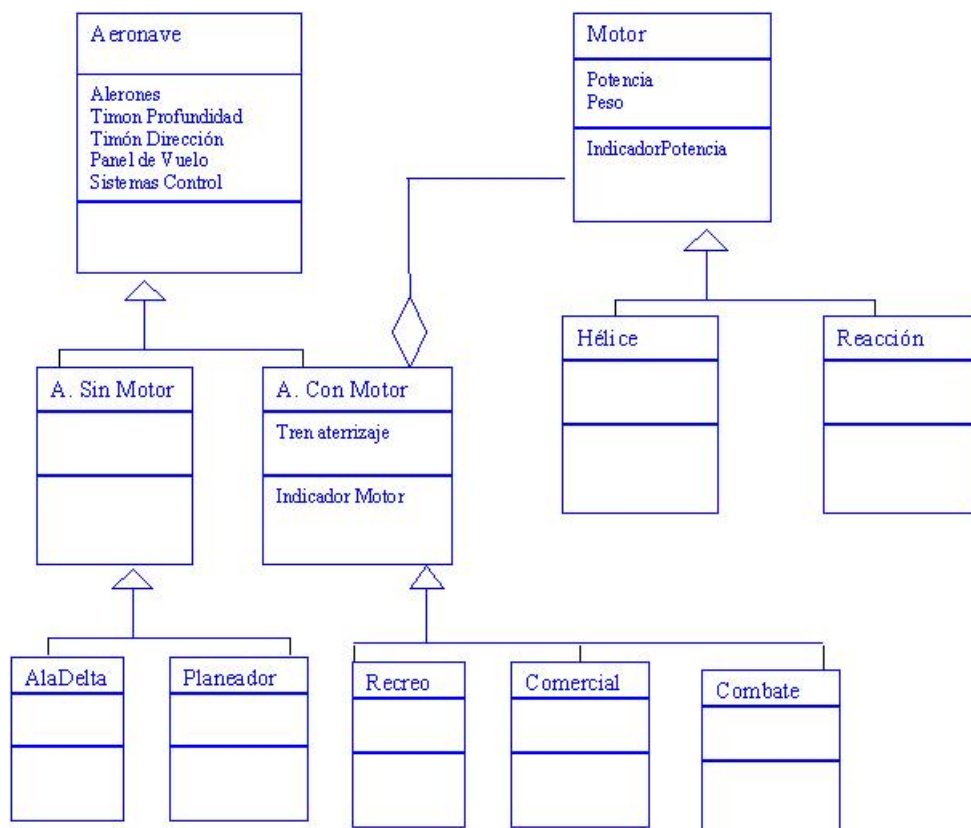 Aeronave
Alerones
Timon Profundidad
Timón Dirección
Panel de Vuelo
Sistemas Control
Motor
Potencia
Peso
IndicadorPotencia
Hélice
Reacción
A. Sin Motor
A. Con Motor
Tren aterrizaje
Indicador Motor
AlaDelta
Planeador
Recreo
Comercial
Combate